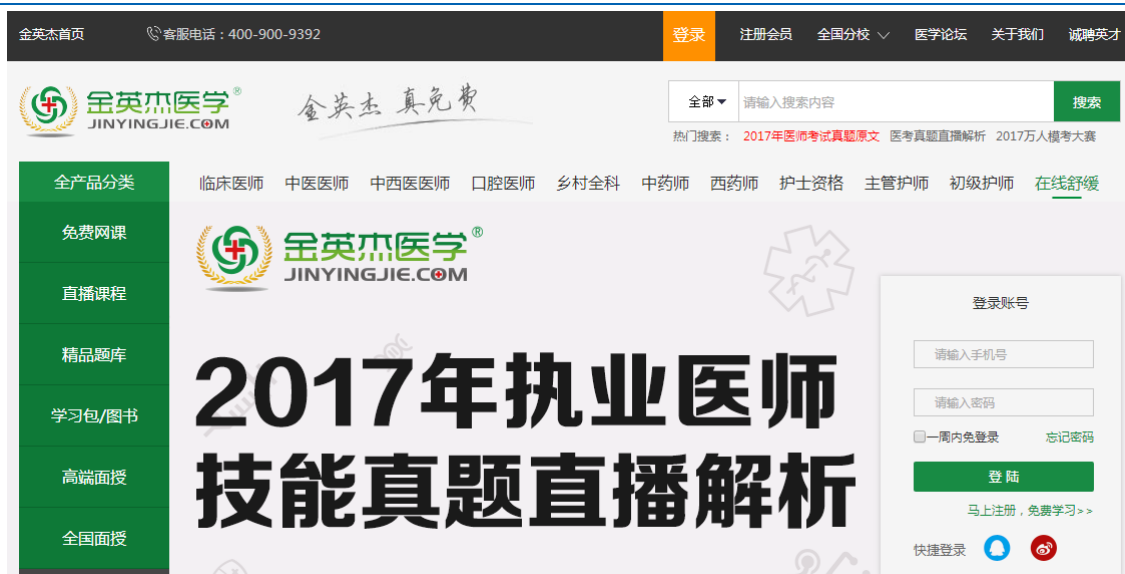 金英杰首页 客服电话：400-900-9392 登录 注册会员 全国分校 医学论坛 关于我们 诚聘英才
金英杰医学® 金英杰 真免费 全部 请输入搜索内容 搜索
JINYINGJIE.COM
热门搜索： 2017年医师考试真题原文 医考真题直播解析 2017万人模考大赛
全产品分类 临床医师 中医医师 中西医医师 口腔医师 乡村全科 中药师 西药师 护士资格 主管护师 初级护师 在线舒缓
免费网课
直播课程
精品题库
学习包/图书
高端面授
全国面授
金英杰医学®
JINYINGJIE.COM
2017年执业医师
技能真题直播解析
登录账号
请输入手机号
请输入密码
一周内免登录 忘记密码
登 陆
马上注册，免费学习>>
快捷登录